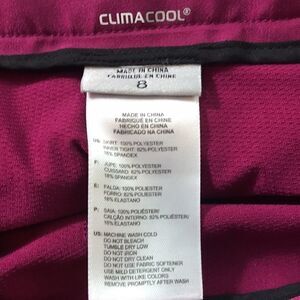 CLIMACOOL®
MADE IN CHINA
FABRIQUE EN CHINE
8
MADE IN CHINA
FABRIQUÉ EN CHINE
HECHO EN CHINA
FABRICADO NA CHINA
US: SKIRT: 100% POLYESTER
INNER TIGHT: 82% POLYESTER
18% SPANDEX
F: JUPE: 100% POLYESTER
CUISSARD: 82% POLYESTER
18% SPANDEX
E: FALDA: 100% POLIESTER
FORRO: 82% POLIESTER
18% ELASTANO
P: SAIA: 100% POLIÉSTER/
CALÇÃO INTERNO: 82% POLIÉSTER
18% ELASTANO
US: MACHINE WASH COLD
DO NOT BLEACH
TUMBLE DRY LOW
DO NOT IRON
DO NOT DRY CLEAN
DO NOT USE FABRIC SOFTENER
USE MILD DETERGENT ONLY
WASH WITH LIKE COLORS
REMOVE PROMPTLY AFTER WASH